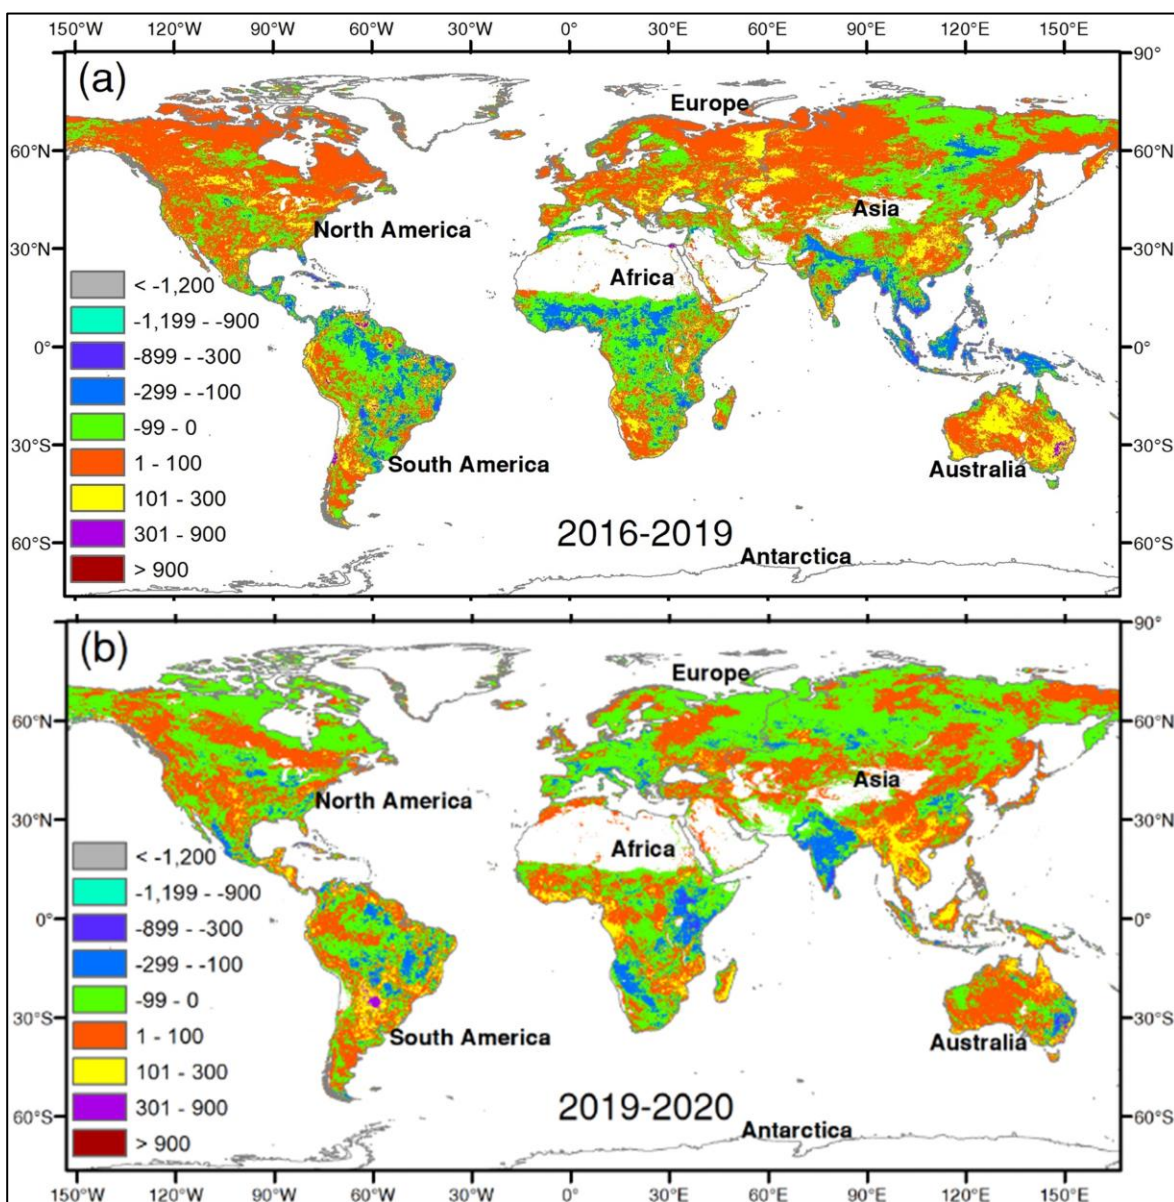 150°W 120°W 90°W 60°W 30°W 0° 30°E 60°E 90°E 120°E 150°E
90°
(a)
Europe
60°N 60°N
Asia
North America
30°N 30°N
Africa
< -1,200
-1,199 - -900
-899 - -300
0° 0°
-299 - -100
-99 - 0
30°S 30°S
1 - 100
South America
Australia
101 - 300
301 - 900
2016-2019
60°S 60°S
Antarctica
> 900
90°
(b)
Europe
60°N 60°N
Asia
North America
30°N 30°N
Africa
< -1,200
-1,199 - -900
0° 0°
-899 - -300
-299 - -100
-99 - 0
30°S 30°S
1 - 100
South America
Australia
101 - 300
301 - 900
2019-2020
60°S 60°S
Antarctica
> 900
150°W 120°W 90°W 60°W 30°W 0° 30°E 60°E 90°E 120°E 150°E